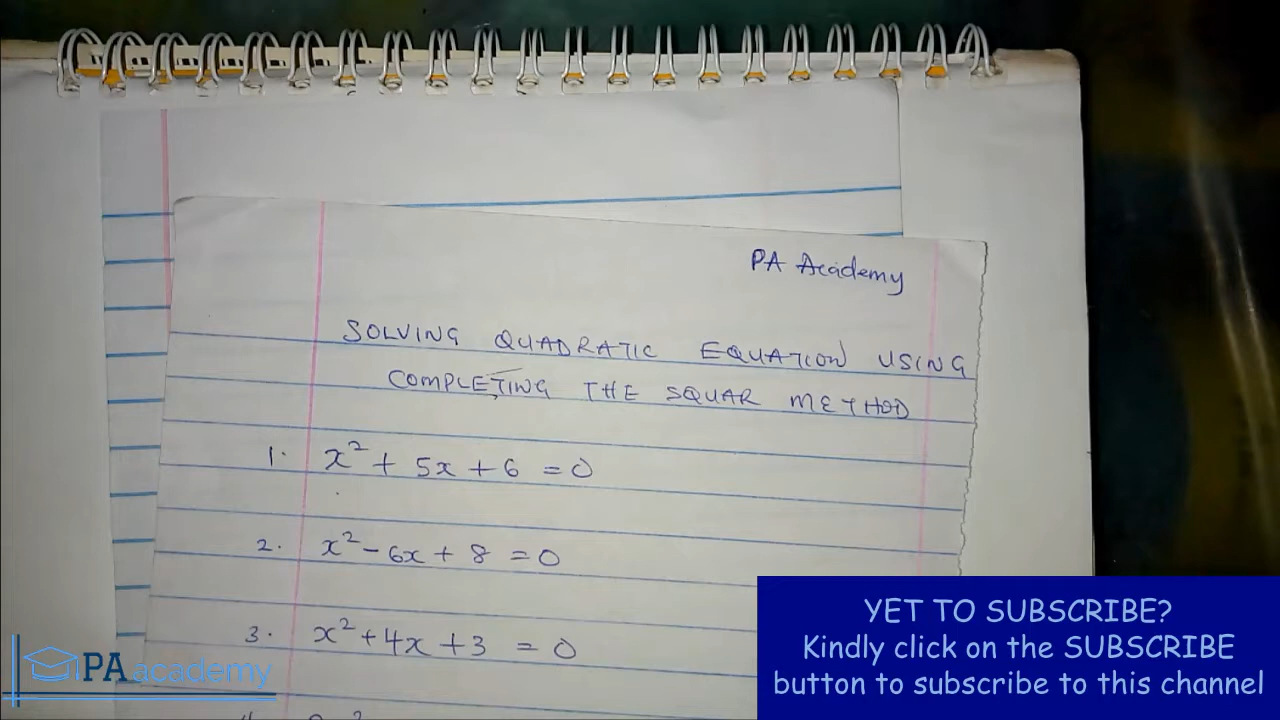 PA Academy
SOLVING QUADRATIC EQUATION USING
COMPLETING THE SQUAR METHOD
1. x² + 5x + 6 = 0
2. x² - 6x + 8 = 0
3. x² + 4x + 3 = 0
PA academy
YET TO SUBSCRIBE?
Kindly click on the SUBSCRIBE
button to subscribe to this channel